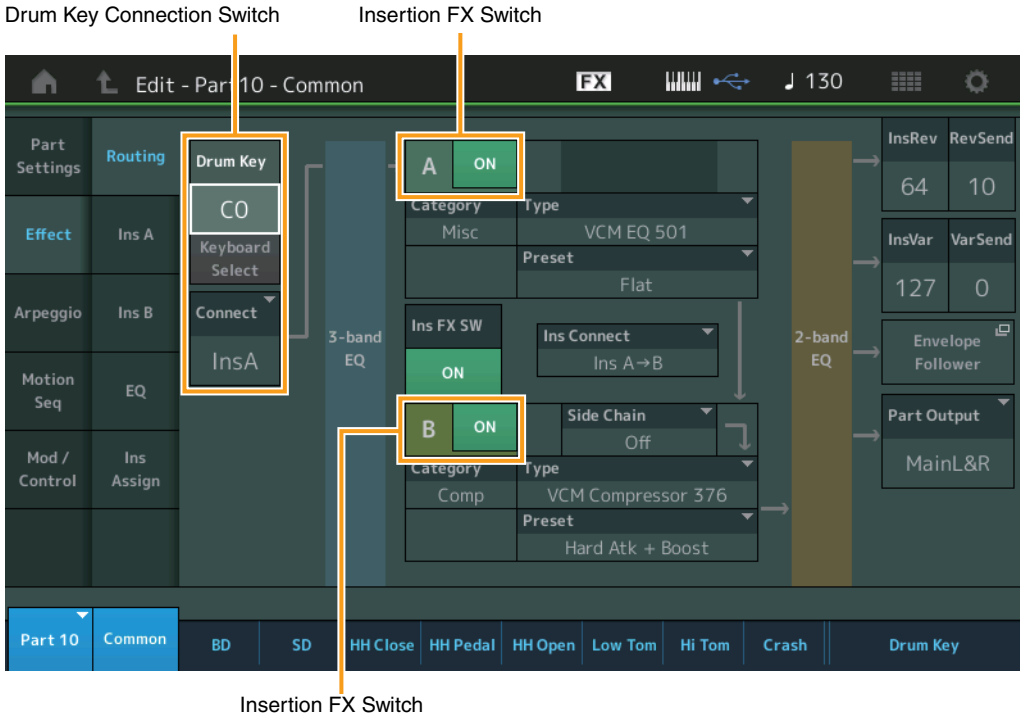 Drum Key Connection Switch
Insertion FX Switch
Edit - Part 10 - Common
FX
130
Part Settings
Effect
Arpeggio
Motion Seq
Mod / Control
Routing
Ins A
Ins B
EQ
Ins Assign
Drum Key
C0
Keyboard Select
Connect
InsA
3-band EQ
A
ON
Category
Misc
Type
VCM EQ 501
Preset
Flat
Ins FX SW
ON
Ins Connect
Ins A→B
B
ON
Side Chain
Off
Category
Comp
Type
VCM Compressor 376
Preset
Hard Atk + Boost
2-band EQ
InsRev
64
RevSend
10
InsVar
127
VarSend
0
Envelope Follower
Part Output
MainL&R
Part 10
Common
BD
SD
HH Close
HH Pedal
HH Open
Low Tom
Hi Tom
Crash
Drum Key
Insertion FX Switch